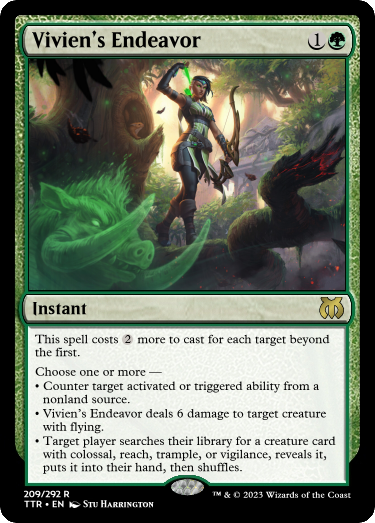 Vivien's Endeavor 1
Instant
This spell costs 2 more to cast for each target beyond
the first.
Choose one or more —
• Counter target activated or triggered ability from a
nonland source.
• Vivien's Endeavor deals 6 damage to target creature
with flying.
• Target player searches their library for a creature card
with colossal, reach, trample, or vigilance, reveals it,
puts it into their hand, then shuffles.
209/292 R
TTR • EN Stu Harrington
™ & © 2023 Wizards of the Coast